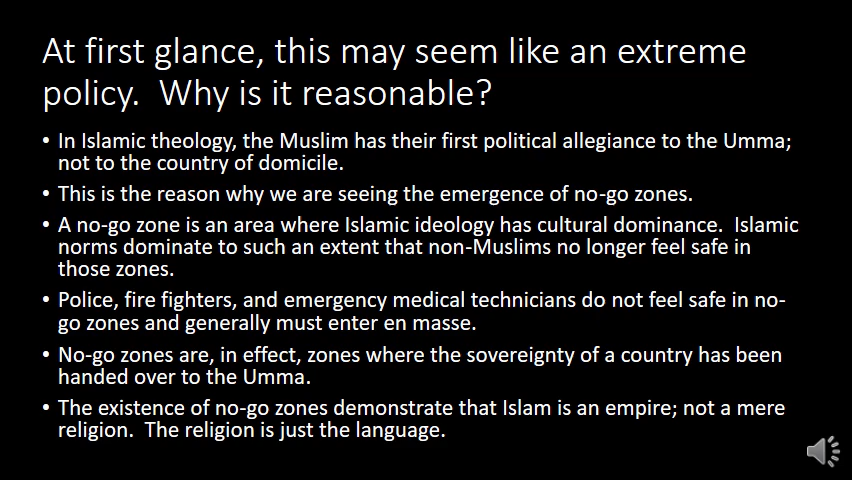 At first glance, this may seem like an extreme
policy.  Why is it reasonable?
• In Islamic theology, the Muslim has their first political allegiance to the Umma;
not to the country of domicile.
• This is the reason why we are seeing the emergence of no-go zones.
• A no-go zone is an area where Islamic ideology has cultural dominance.  Islamic
norms dominate to such an extent that non-Muslims no longer feel safe in
those zones.
• Police, fire fighters, and emergency medical technicians do not feel safe in no-
go zones and generally must enter en masse.
• No-go zones are, in effect, zones where the sovereignty of a country has been
handed over to the Umma.
• The existence of no-go zones demonstrate that Islam is an empire; not a mere
religion.  The religion is just the language.